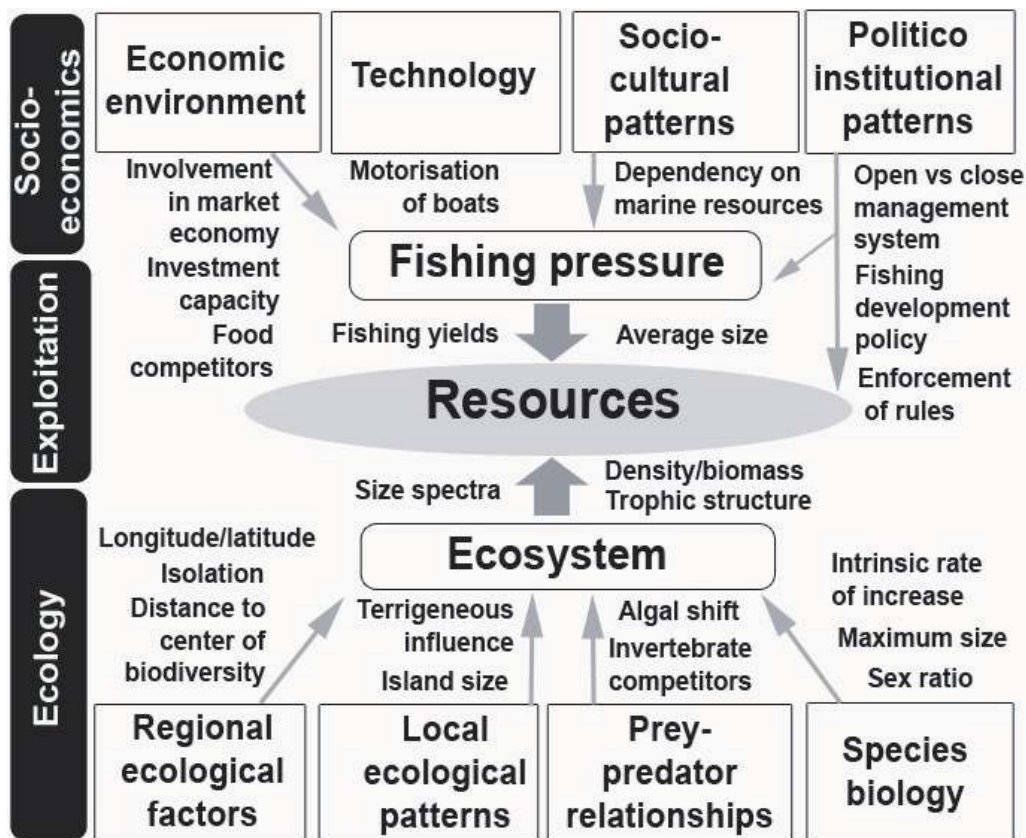 Socio-
economics
Economic
environment
Technology
Socio-
cultural
patterns
Politico
institutional
patterns
Involvement
in market
economy
Investment
capacity
Food
competitors
Motorisation
of boats
Dependency on
marine resources
Open vs close
management
system
Fishing
development
policy
Enforcement
of rules
Exploitation
Fishing pressure
Fishing yields
Average size
Resources
Ecology
Size spectra
Density/biomass
Trophic structure
Ecosystem
Longitude/latitude
Isolation
Distance to
center of
biodiversity
Terrigeneous
influence
Island size
Algal shift
Invertebrate
competitors
Intrinsic rate
of increase
Maximum size
Sex ratio
Regional
ecological
factors
Local
ecological
patterns
Prey-
predator
relationships
Species
biology